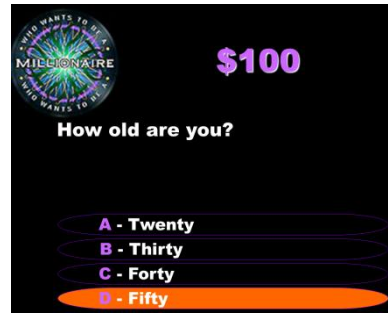 WHO WANTS TO BE A
MILLIONAIRE
WHO WANTS TO BE A
$100
How old are you?
A - Twenty
B - Thirty
C - Forty
D - Fifty